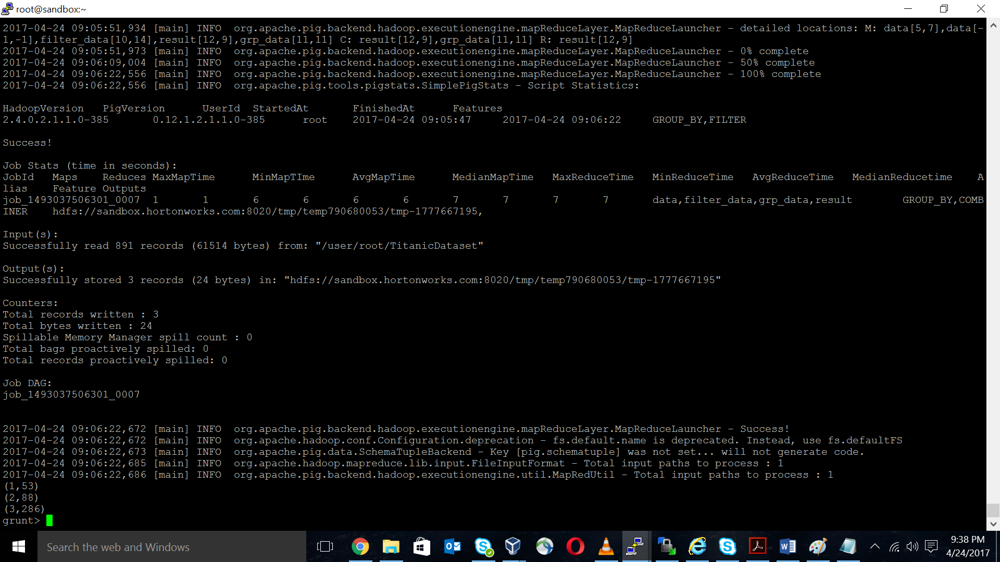 root@sandbox:~
2017-04-24 09:05:51,934 [main] INFO  org.apache.pig.backend.hadoop.executionengine.mapReduceLayer.MapReduceLauncher - detailed locations: M: data[5,7],data[-
1,-1],filter_data[10,14],result[12,9],grp_data[11,11] C: result[12,9],grp_data[11,11] R: result[12,9]
2017-04-24 09:05:51,973 [main] INFO  org.apache.pig.backend.hadoop.executionengine.mapReduceLayer.MapReduceLauncher - 0% complete
2017-04-24 09:06:09,004 [main] INFO  org.apache.pig.backend.hadoop.executionengine.mapReduceLayer.MapReduceLauncher - 50% complete
2017-04-24 09:06:22,556 [main] INFO  org.apache.pig.backend.hadoop.executionengine.mapReduceLayer.MapReduceLauncher - 100% complete
2017-04-24 09:06:22,556 [main] INFO  org.apache.pig.tools.pigstats.SimplePigStats - Script Statistics:
HadoopVersion   PigVersion      UserId  StartedAt       FinishedAt      Features
2.4.0.2.1.1.0-385       0.12.1.2.1.1.0-385      root    2017-04-24 09:05:47     2017-04-24 09:06:22     GROUP_BY,FILTER
Success!
Job Stats (time in seconds):
JobId   Maps    Reduces MaxMapTime      MinMapTIme      AvgMapTime      MedianMapTime   MaxReduceTime   MinReduceTime   AvgReduceTime   MedianReducetime    A
lias    Feature Outputs
job_1493037506301_0007  1       1       6       6       6       6       7       7       7       7       data,filter_data,grp_data,result        GROUP_BY,COMB
INER    hdfs://sandbox.hortonworks.com:8020/tmp/temp790680053/tmp-1777667195,
Input(s):
Successfully read 891 records (61514 bytes) from: "/user/root/TitanicDataset"
Output(s):
Successfully stored 3 records (24 bytes) in: "hdfs://sandbox.hortonworks.com:8020/tmp/temp790680053/tmp-1777667195"
Counters:
Total records written : 3
Total bytes written : 24
Spillable Memory Manager spill count : 0
Total bags proactively spilled: 0
Total records proactively spilled: 0
Job DAG:
job_1493037506301_0007
2017-04-24 09:06:22,672 [main] INFO  org.apache.pig.backend.hadoop.executionengine.mapReduceLayer.MapReduceLauncher - Success!
2017-04-24 09:06:22,672 [main] INFO  org.apache.hadoop.conf.Configuration.deprecation - fs.default.name is deprecated. Instead, use fs.defaultFS
2017-04-24 09:06:22,673 [main] INFO  org.apache.pig.data.SchemaTupleBackend - Key [pig.schematuple] was not set... will not generate code.
2017-04-24 09:06:22,685 [main] INFO  org.apache.hadoop.mapreduce.lib.input.FileInputFormat - Total input paths to process : 1
2017-04-24 09:06:22,686 [main] INFO  org.apache.pig.backend.hadoop.executionengine.util.MapRedUtil - Total input paths to process : 1
(1,53)
(2,88)
(3,286)
grunt>
Search the web and Windows
9:38 PM
4/24/2017